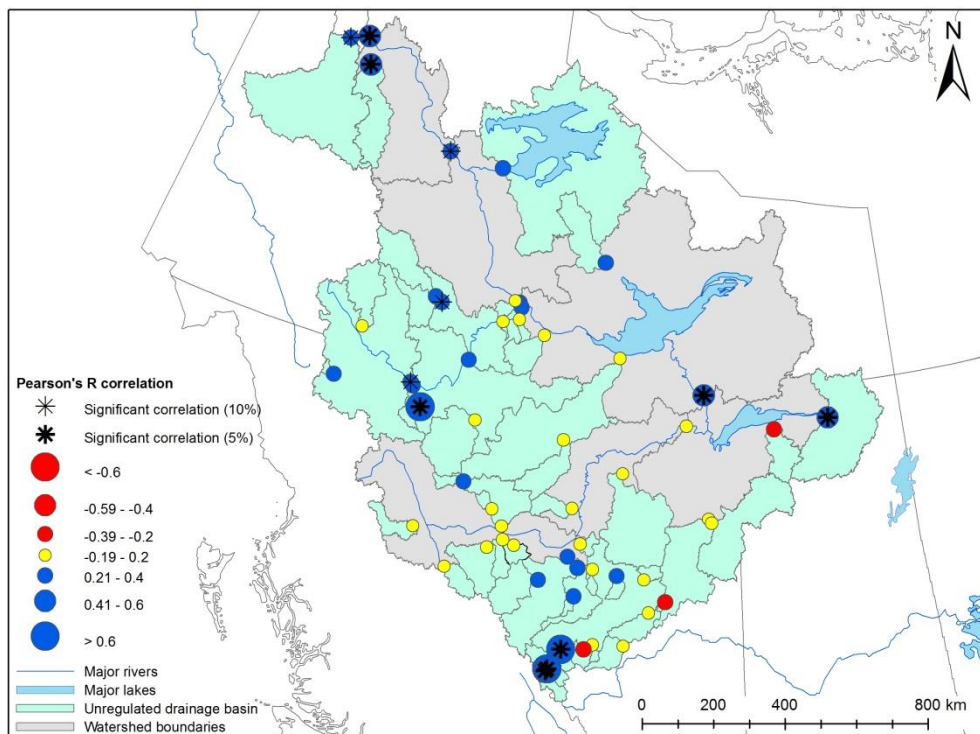 N
Pearson's R correlation
Significant correlation (10%)
Significant correlation (5%)
< -0.6
-0.59 - -0.4
-0.39 - -0.2
-0.19 - 0.2
0.21 - 0.4
0.41 - 0.6
> 0.6
Major rivers
Major lakes
Unregulated drainage basin
Watershed boundaries
0 200 400 800 km